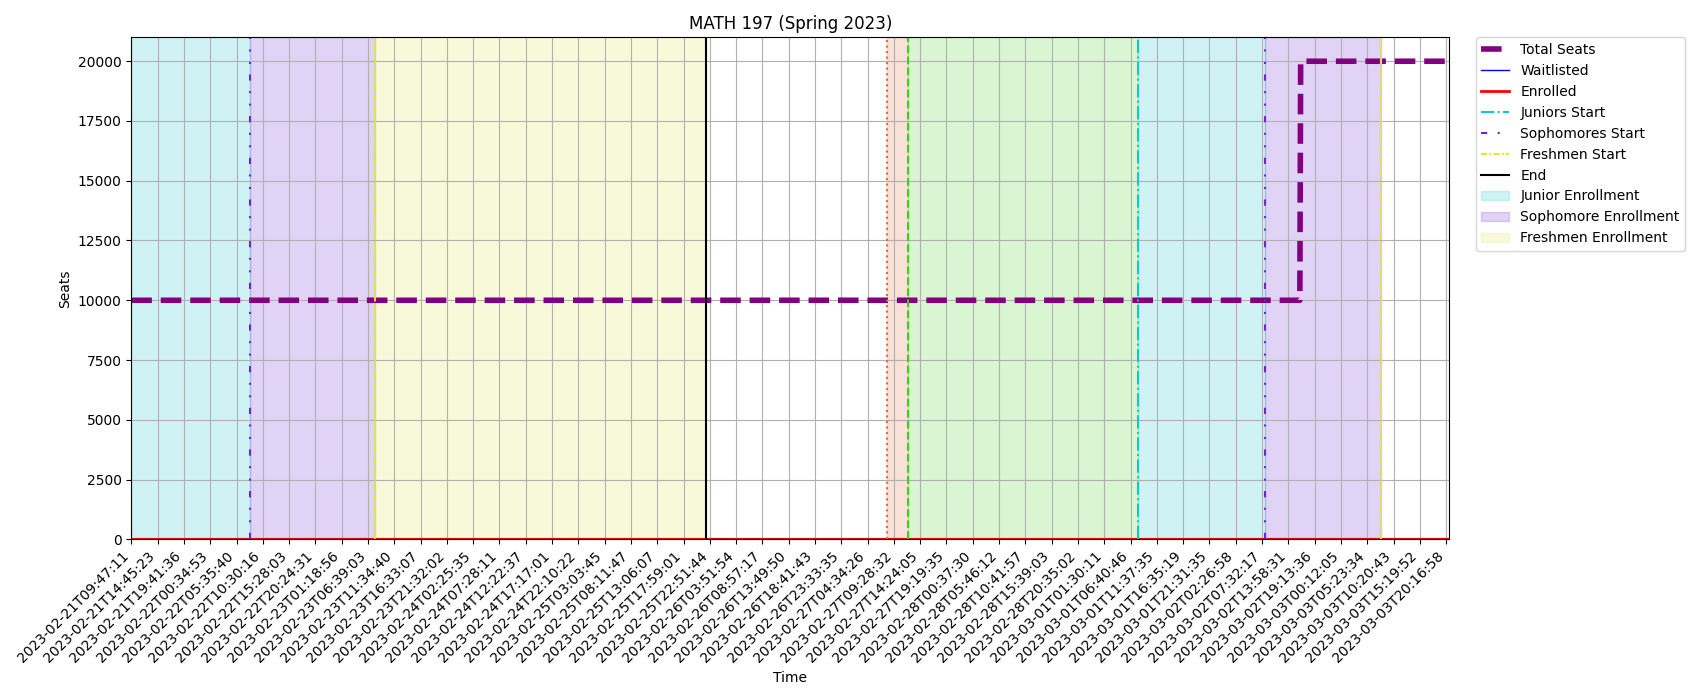 MATH 197 (Spring 2023)
Seats
20000
17500
15000
12500
10000
7500
5000
2500
0
2023-02-21T09:47:11
2023-02-21T14:45:23
2023-02-21T19:41:36
2023-02-22T00:34:53
2023-02-22T05:35:40
2023-02-22T10:30:16
2023-02-22T15:28:03
2023-02-22T20:24:31
2023-02-23T01:18:56
2023-02-23T06:39:03
2023-02-23T11:34:40
2023-02-23T16:33:07
2023-02-23T21:32:02
2023-02-24T02:25:35
2023-02-24T07:28:11
2023-02-24T12:22:37
2023-02-24T17:17:01
2023-02-24T22:10:22
2023-02-25T03:03:45
2023-02-25T08:11:47
2023-02-25T13:06:07
2023-02-25T17:59:01
2023-02-25T22:51:44
2023-02-26T03:51:54
2023-02-26T08:57:17
2023-02-26T13:49:50
2023-02-26T18:41:43
2023-02-26T23:33:35
2023-02-27T04:34:26
2023-02-27T09:28:32
2023-02-27T14:24:05
2023-02-27T19:19:35
2023-02-28T00:37:30
2023-02-28T05:46:12
2023-02-28T10:41:57
2023-02-28T15:39:03
2023-02-28T20:35:02
2023-03-01T01:30:11
2023-03-01T06:40:46
2023-03-01T11:37:35
2023-03-01T16:35:19
2023-03-01T21:31:35
2023-03-02T02:26:58
2023-03-02T07:32:17
2023-03-02T13:58:31
2023-03-02T19:13:36
2023-03-03T00:12:05
2023-03-03T05:23:34
2023-03-03T10:20:43
2023-03-03T15:19:52
2023-03-03T20:16:58
Time
Total Seats
Waitlisted
Enrolled
Juniors Start
Sophomores Start
Freshmen Start
End
Junior Enrollment
Sophomore Enrollment
Freshmen Enrollment